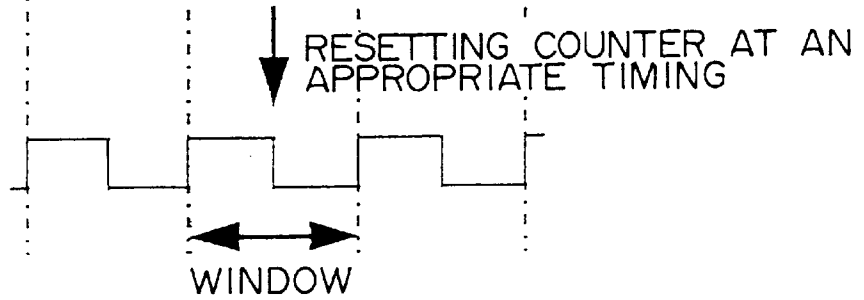 RESETTING COUNTER AT AN
APPROPRIATE TIMING
WINDOW